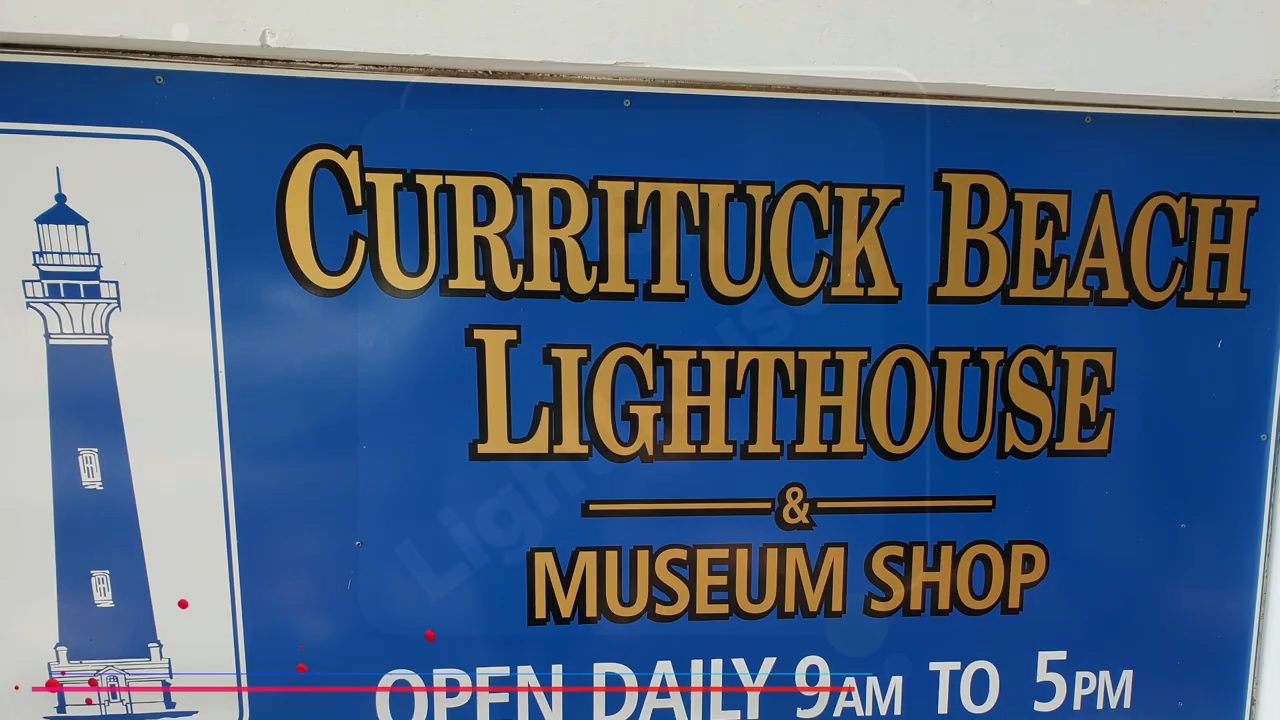 CURRITUCK BEACH
LIGHTHOUSE
&
MUSEUM SHOP
OPEN DAILY 9AM TO 5PM